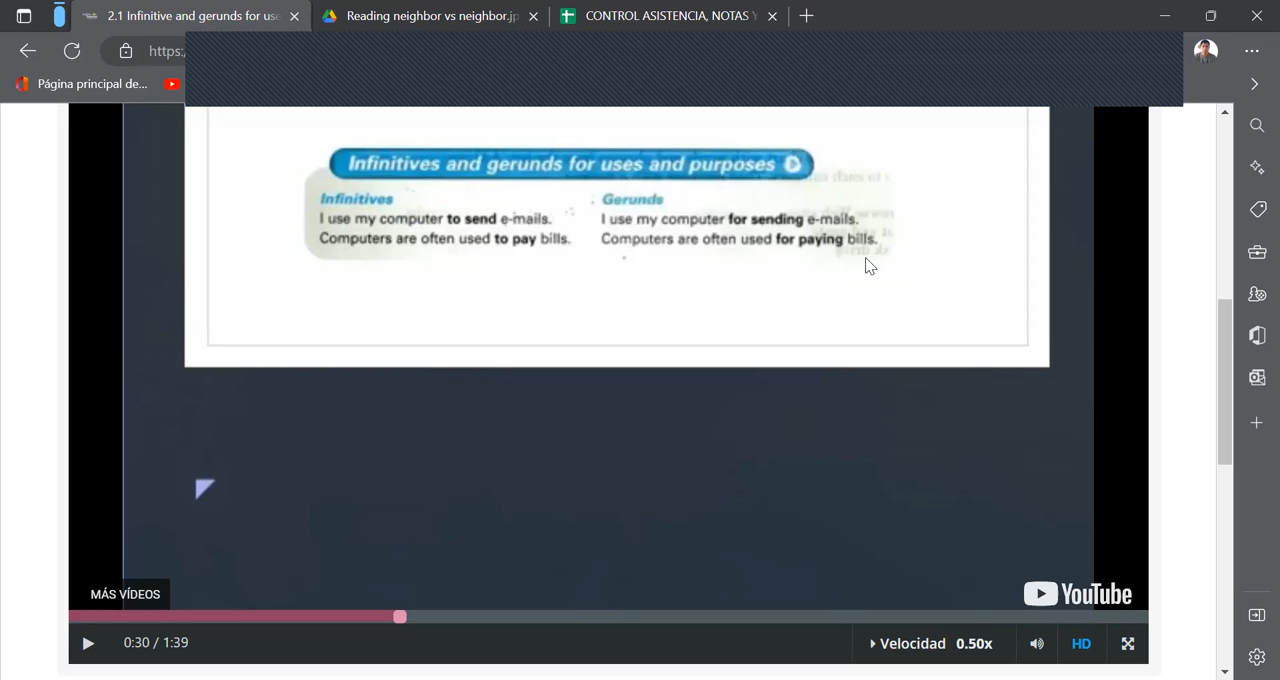 2.1 Infinitive and gerunds for use
Reading neighbor vs neighbor.jp
CONTROL ASISTENCIA, NOTAS Y
https:
Página principal de...
Infinitives and gerunds for uses and purposes
Infinitives
Gerunds
I use my computer to send e-mails.
I use my computer for sending e-mails.
Computers are often used to pay bills.
Computers are often used for paying bills.
MÁS VÍDEOS
YouTube
0:30 / 1:39
Velocidad 0.50x
HD